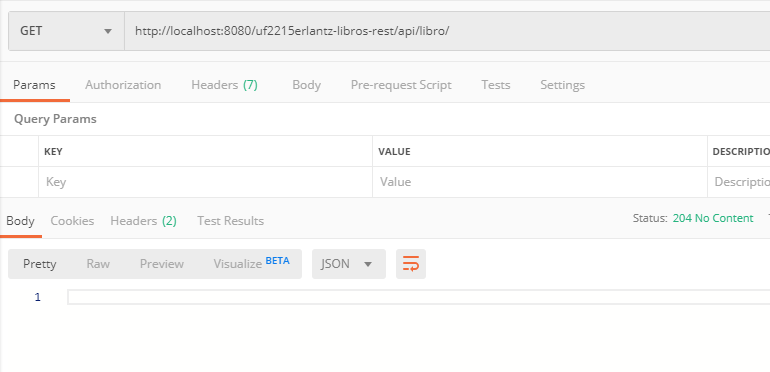 GET http://localhost:8080/uf2215erlantz-libros-rest/api/libro/
Params Authorization Headers (7) Body Pre-request Script Tests Settings
Query Params
KEY VALUE DESCRIPTIO
Key Value Descriptio
Body Cookies Headers (2) Test Results Status: 204 No Content
Pretty Raw Preview Visualize BETA JSON
1